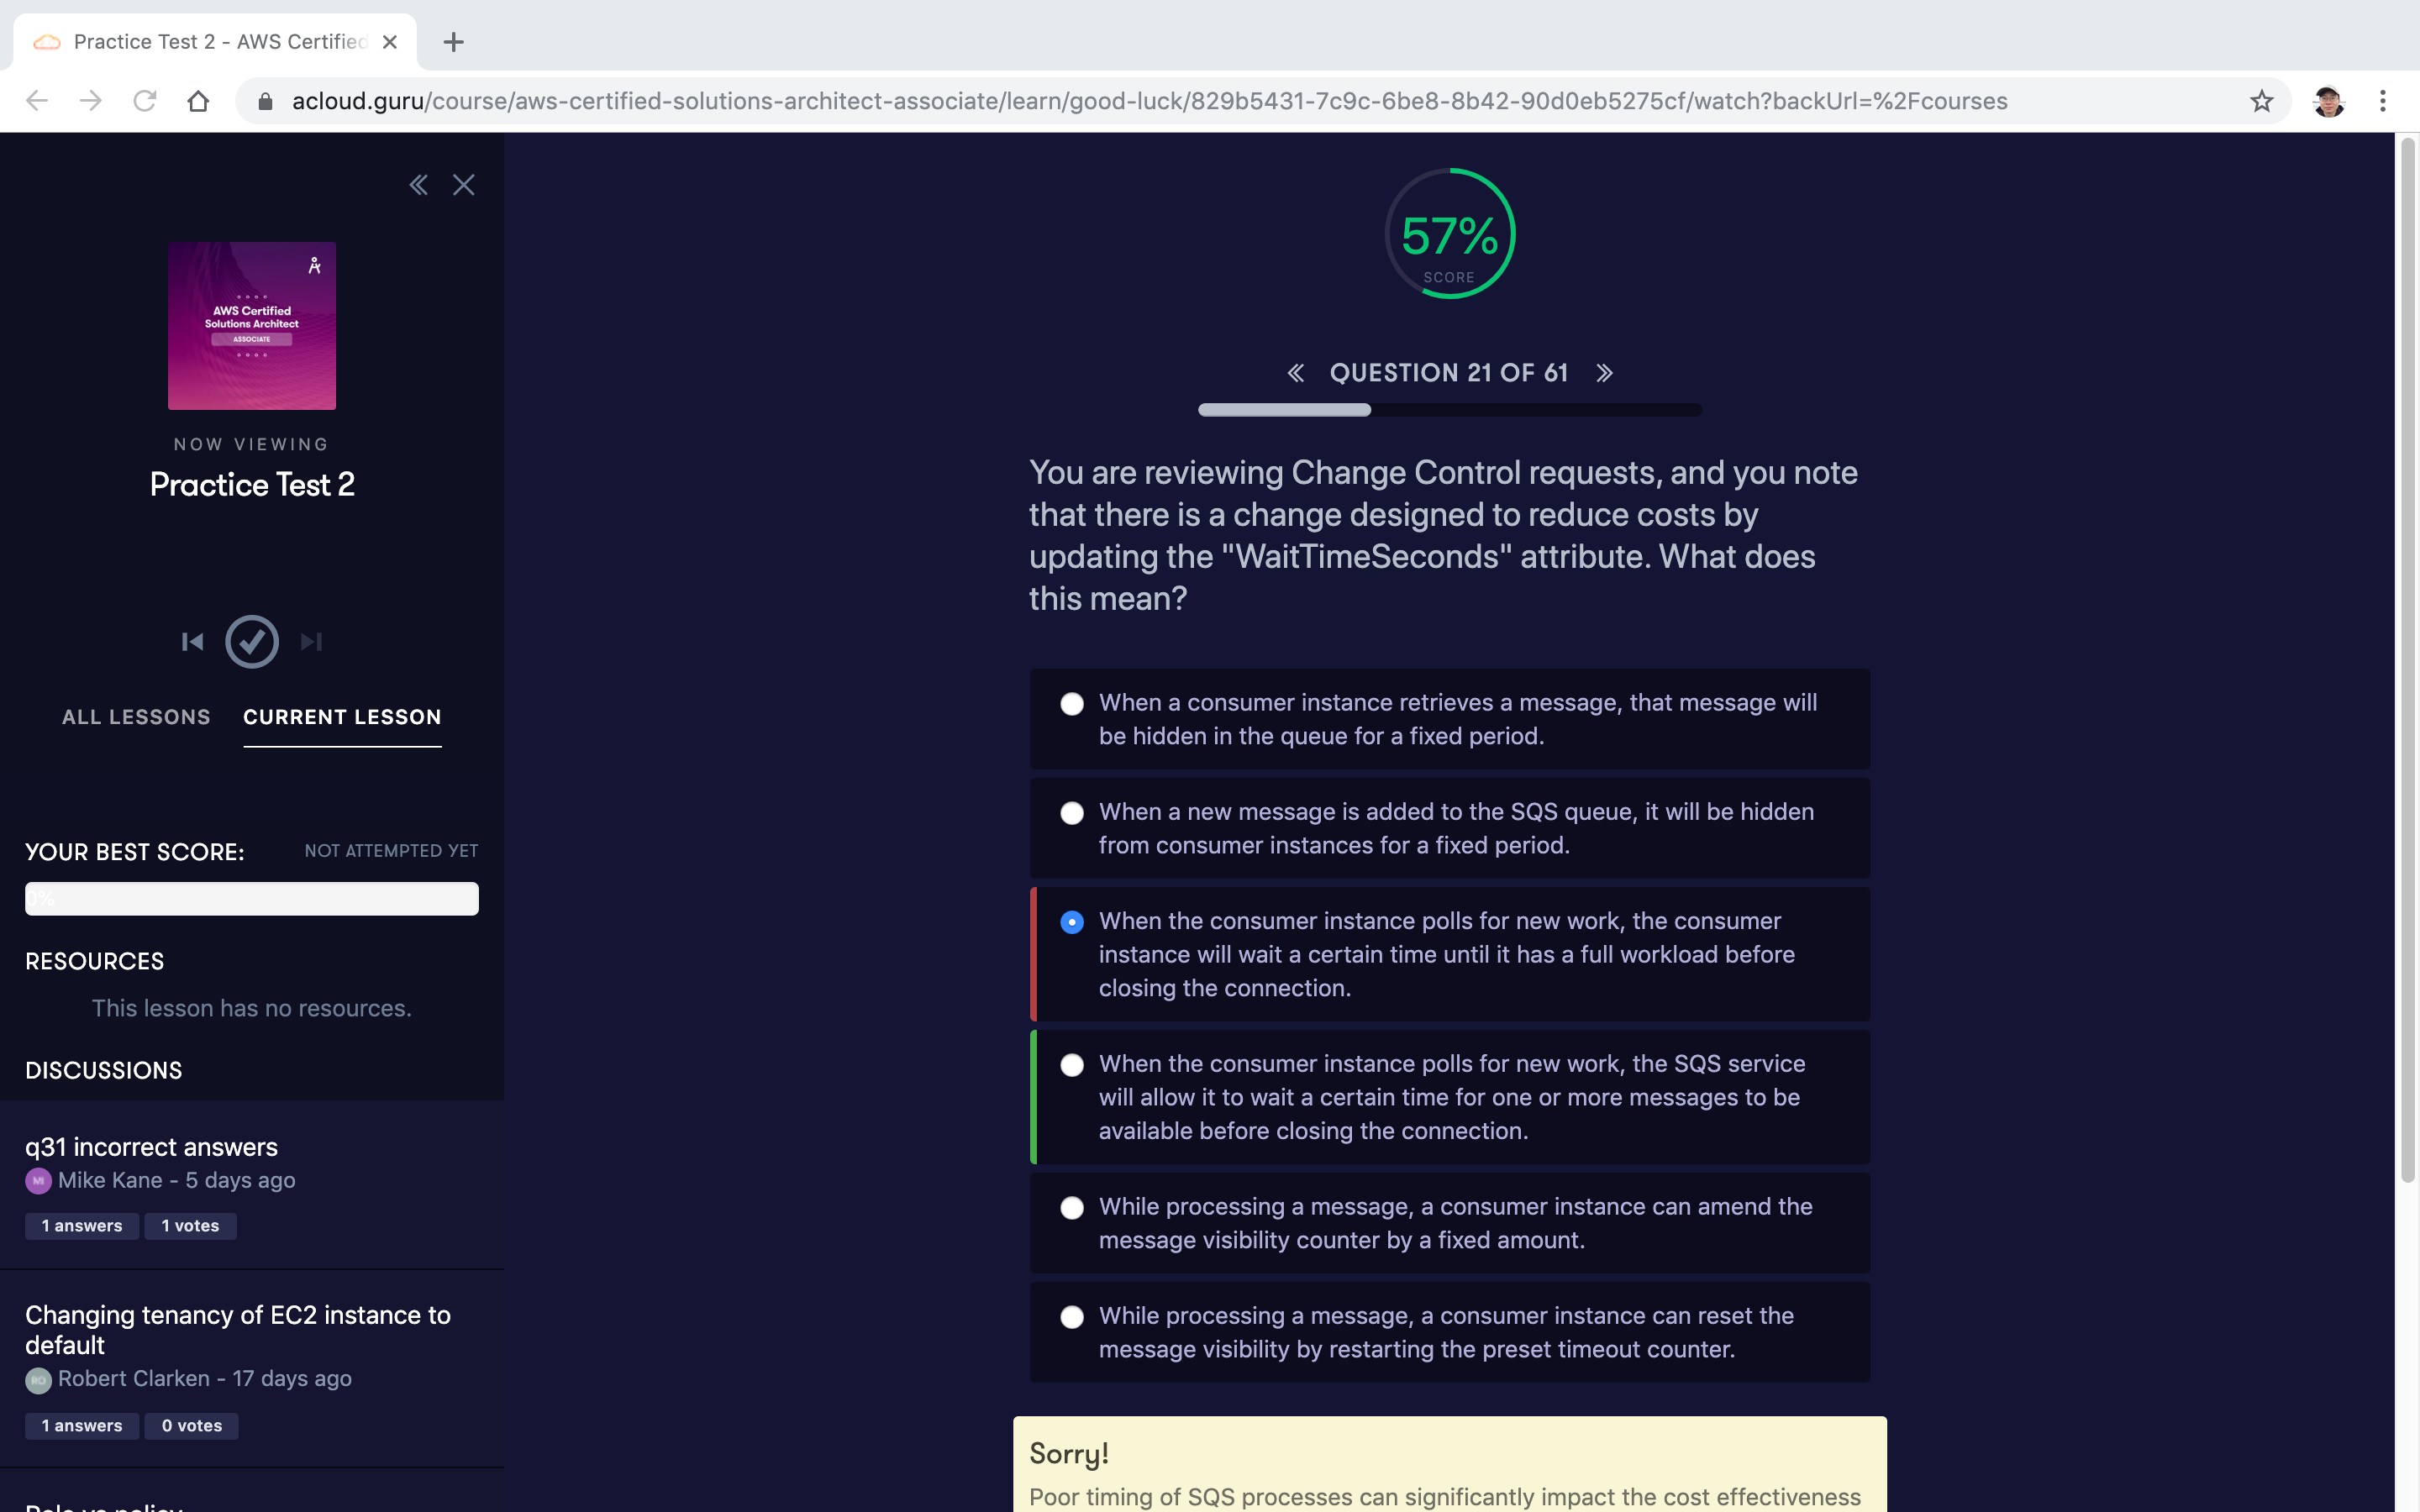 Practice Test 2 - AWS Certified
acloud.guru/course/aws-certified-solutions-architect-associate/learn/good-luck/829b5431-7c9c-6be8-8b42-90d0eb5275cf/watch?backUrl=%2Fcourses
AWS Certified
Solutions Architect
ASSOCIATE
NOW VIEWING
Practice Test 2
ALL LESSONS
CURRENT LESSON
YOUR BEST SCORE:
NOT ATTEMPTED YET
0%
RESOURCES
This lesson has no resources.
DISCUSSIONS
q31 incorrect answers
MI
Mike Kane - 5 days ago
1 answers
1 votes
Changing tenancy of EC2 instance to
default
RO
Robert Clarken - 17 days ago
1 answers
0 votes
57%
SCORE
QUESTION 21 OF 61
You are reviewing Change Control requests, and you note
that there is a change designed to reduce costs by
updating the "WaitTimeSeconds" attribute. What does
this mean?
When a consumer instance retrieves a message, that message will
be hidden in the queue for a fixed period.
When a new message is added to the SQS queue, it will be hidden
from consumer instances for a fixed period.
When the consumer instance polls for new work, the consumer
instance will wait a certain time until it has a full workload before
closing the connection.
When the consumer instance polls for new work, the SQS service
will allow it to wait a certain time for one or more messages to be
available before closing the connection.
While processing a message, a consumer instance can amend the
message visibility counter by a fixed amount.
While processing a message, a consumer instance can reset the
message visibility by restarting the preset timeout counter.
Sorry!
Poor timing of SQS processes can significantly impact the cost effectiveness